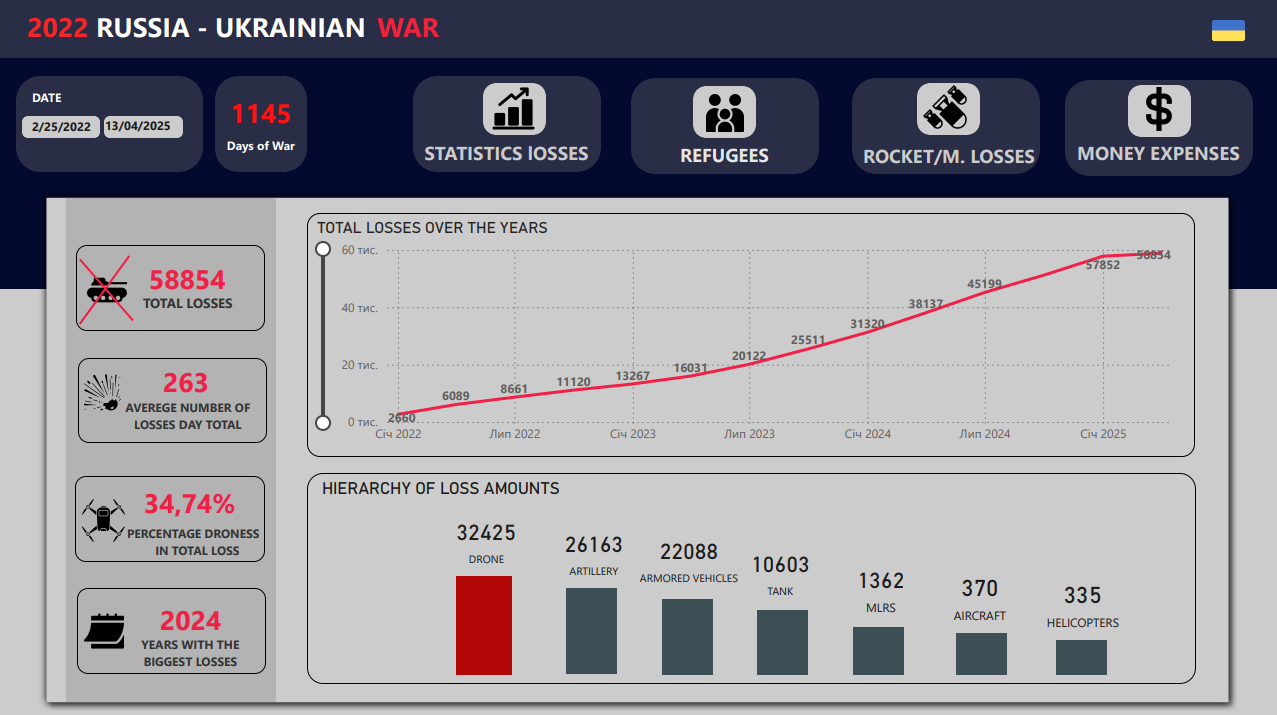 2022 RUSSIA - UKRAINIAN WAR
DATE
2/25/2022 13/04/2025
1145
Days of War
STATISTICS lOSSES
REFUGEES
ROCKET/M. LOSSES
MONEY EXPENSES
58854
TOTAL LOSSES
263
AVEREGE NUMBER OF
LOSSES DAY TOTAL
34,74%
PERCENTAGE DRONESS
IN TOTAL LOSS
2024
YEARS WITH THE
BIGGEST LOSSES
TOTAL LOSSES OVER THE YEARS
60 тис.
40 тис.
20 тис.
0 тис.
2660
6089
8661
11120
13267
16031
20122
25511
31320
38137
45199
57852
58854
Січ 2022
Лип 2022
Січ 2023
Лип 2023
Січ 2024
Лип 2024
Січ 2025
HIERARCHY OF LOSS AMOUNTS
32425
DRONE
26163
ARTILLERY
22088
ARMORED VEHICLES
10603
TANK
1362
MLRS
370
AIRCRAFT
335
HELICOPTERS